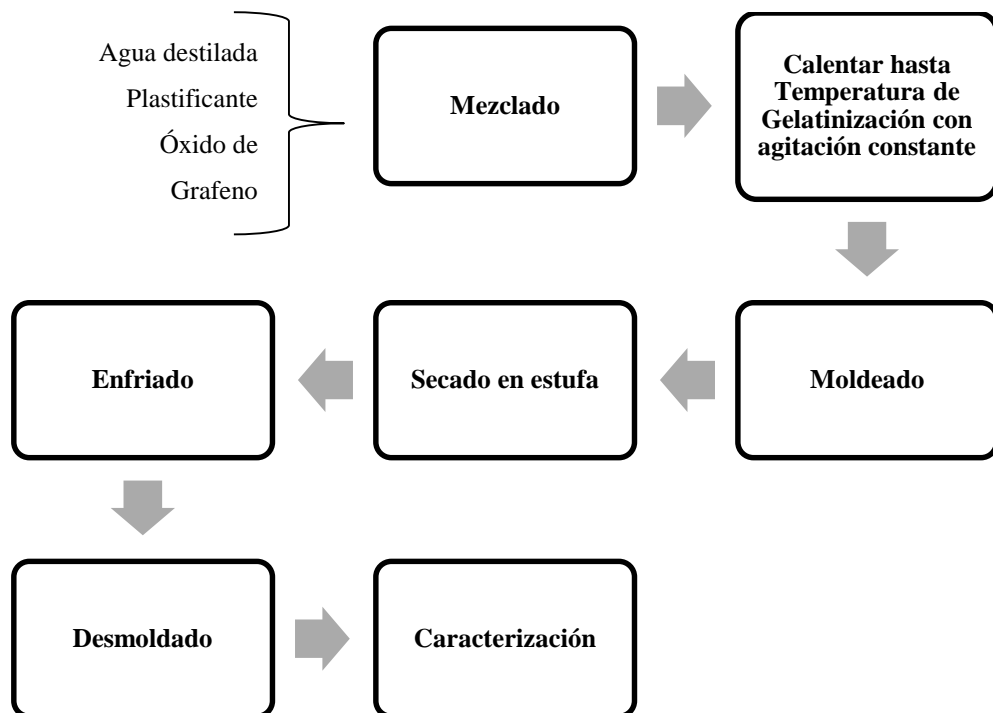 Agua destilada
Plastificante
Óxido de
Grafeno
Mezclado
Calentar hasta
Temperatura de
Gelatinización con
agitación constante
Moldeado
Secado en estufa
Enfriado
Desmoldado
Caracterización